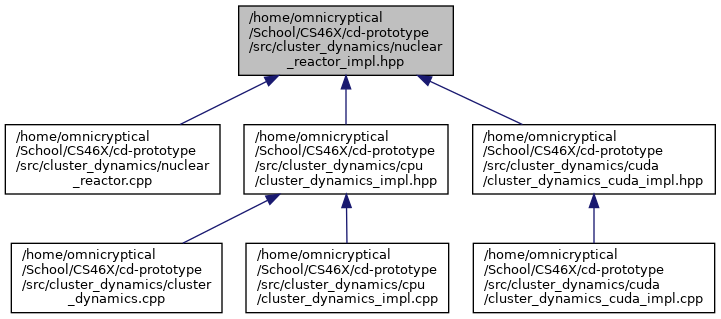 /home/omnicryptical
/School/CS46X/cd-prototype
/src/cluster_dynamics/nuclear
_reactor_impl.hpp
/home/omnicryptical
/School/CS46X/cd-prototype
/src/cluster_dynamics/nuclear
_reactor.cpp
/home/omnicryptical
/School/CS46X/cd-prototype
/src/cluster_dynamics/cpu
/cluster_dynamics_impl.hpp
/home/omnicryptical
/School/CS46X/cd-prototype
/src/cluster_dynamics/cuda
/cluster_dynamics_cuda_impl.hpp
/home/omnicryptical
/School/CS46X/cd-prototype
/src/cluster_dynamics/cluster
_dynamics.cpp
/home/omnicryptical
/School/CS46X/cd-prototype
/src/cluster_dynamics/cpu
/cluster_dynamics_impl.cpp
/home/omnicryptical
/School/CS46X/cd-prototype
/src/cluster_dynamics/cuda
/cluster_dynamics_cuda_impl.cpp